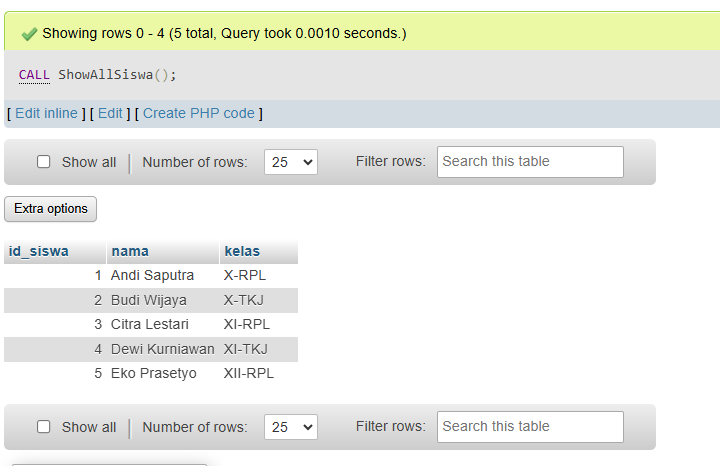 Showing rows 0 - 4 (5 total, Query took 0.0010 seconds.)
CALL ShowAllSiswa();
[ Edit inline ] [ Edit ] [ Create PHP code ]
Show all | Number of rows: 25 Filter rows: Search this table
Extra options
id_siswa nama kelas
1 Andi Saputra X-RPL
2 Budi Wijaya X-TKJ
3 Citra Lestari XI-RPL
4 Dewi Kurniawan XI-TKJ
5 Eko Prasetyo XII-RPL
Show all | Number of rows: 25 Filter rows: Search this table